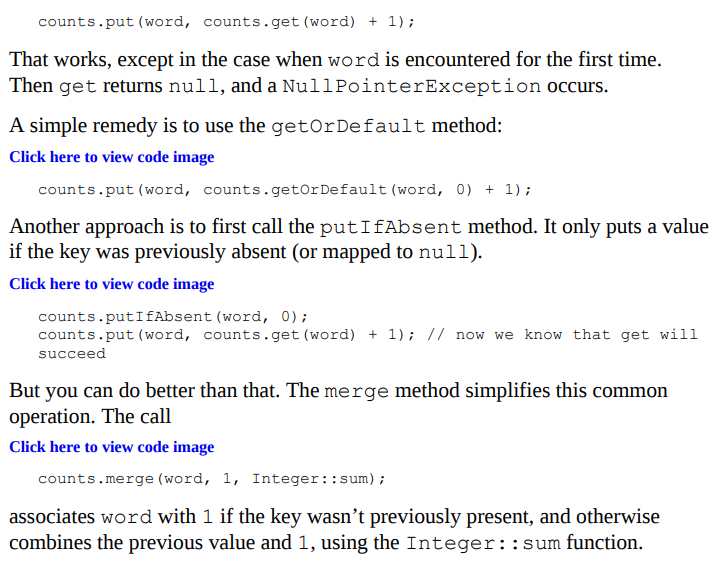 counts.put(word, counts.get(word) + 1);
That works, except in the case when word is encountered for the first time.
Then get returns null, and a NullPointerException occurs.
A simple remedy is to use the getOrDefault method:
Click here to view code image
counts.put(word, counts.getOrDefault(word, 0) + 1);
Another approach is to first call the putIfAbsent method. It only puts a value
if the key was previously absent (or mapped to null).
Click here to view code image
counts.putIfAbsent(word, 0);
counts.put(word, counts.get(word) + 1); // now we know that get will
succeed
But you can do better than that. The merge method simplifies this common
operation. The call
Click here to view code image
counts.merge(word, 1, Integer::sum);
associates word with 1 if the key wasn’t previously present, and otherwise
combines the previous value and 1, using the Integer::sum function.